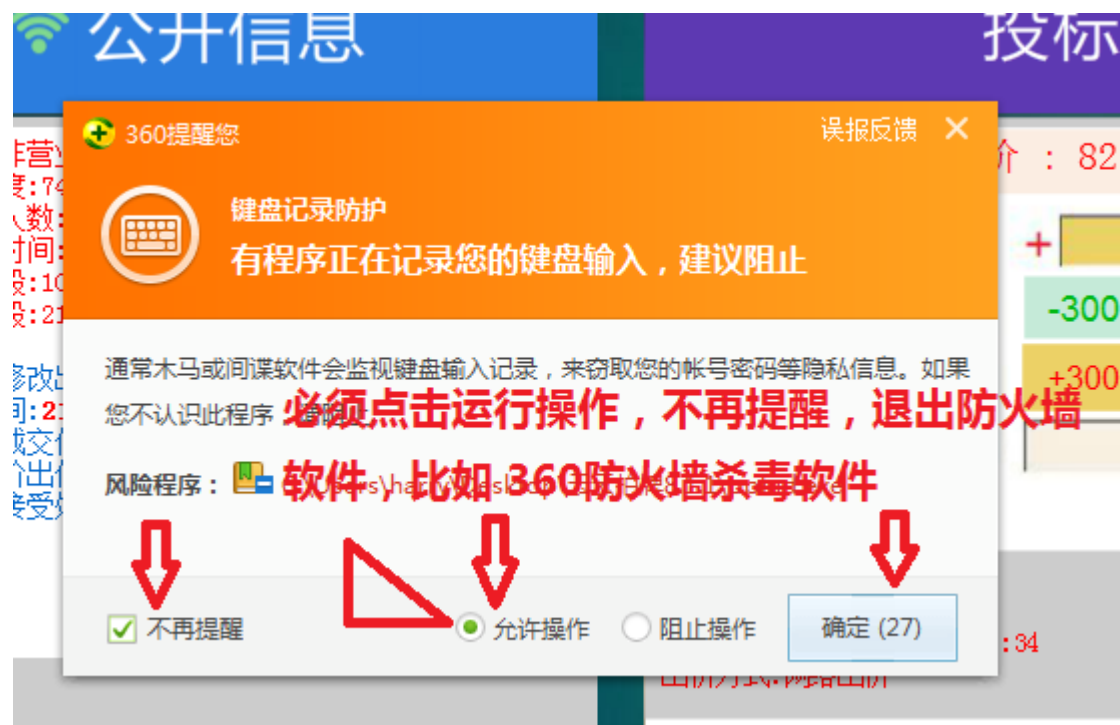 公开信息
投标
360提醒您
误报反馈
键盘记录防护
有程序正在记录您的键盘输入，建议阻止
: 82
+
-300
+300
通常木马或间谍软件会监视键盘输入记录，来窃取您的帐号密码等隐私信息。如果
您不认识此程序
必须点击运行操作，不再提醒，退出防火墙
风险程序：
软件，比如 360防火墙杀毒软件
不再提醒
允许操作
阻止操作
确定 (27)
:34